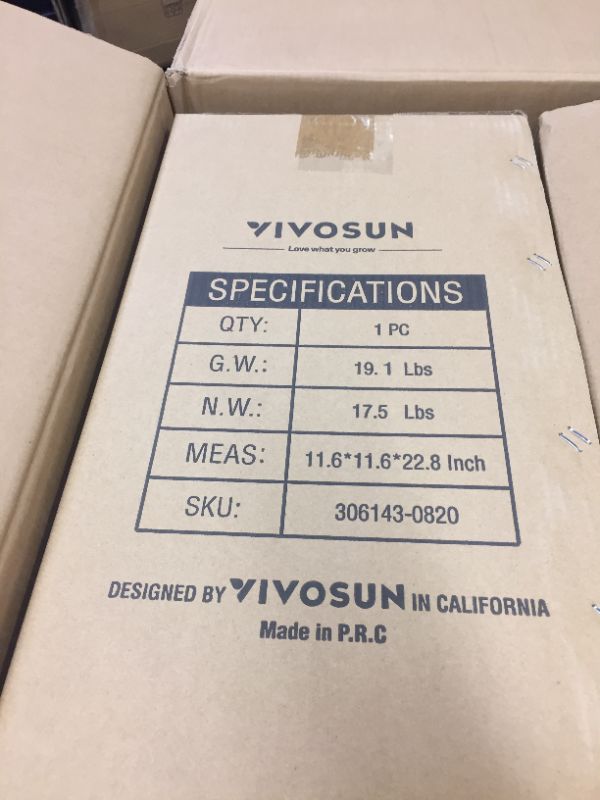 VIVOSUN
Love what you grow
SPECIFICATIONS
QTY: 1 PC
G.W.: 19.1 Lbs
N.W.: 17.5 Lbs
MEAS: 11.6*11.6*22.8 Inch
SKU: 306143-0820
DESIGNED BY VIVOSUN IN CALIFORNIA
Made in P.R.C